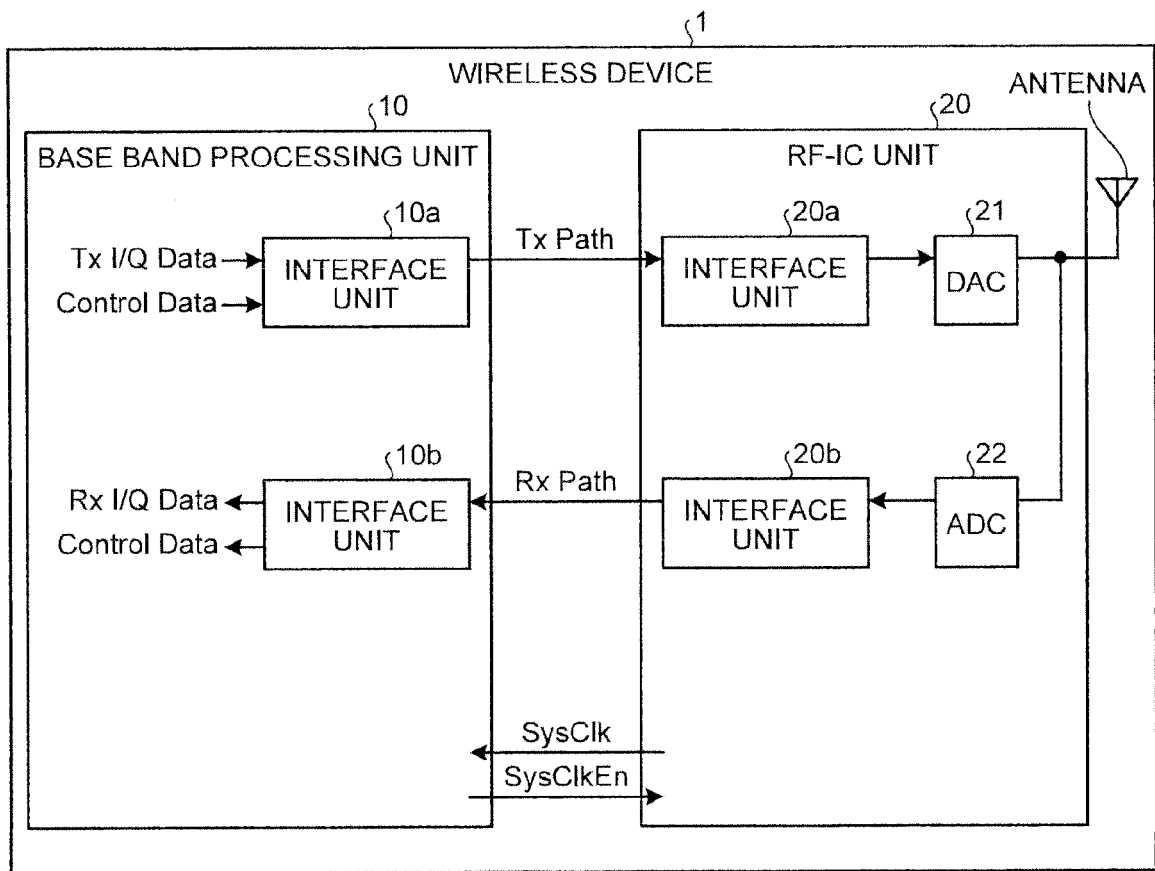 1
WIRELESS DEVICE
ANTENNA
10
20
BASE BAND PROCESSING UNIT
RF-IC UNIT
10a
20a
21
Tx I/Q Data
Control Data
INTERFACE
UNIT
Tx Path
INTERFACE
UNIT
DAC
10b
20b
22
Rx I/Q Data
Control Data
INTERFACE
UNIT
Rx Path
INTERFACE
UNIT
ADC
SysClk
SysClkEn